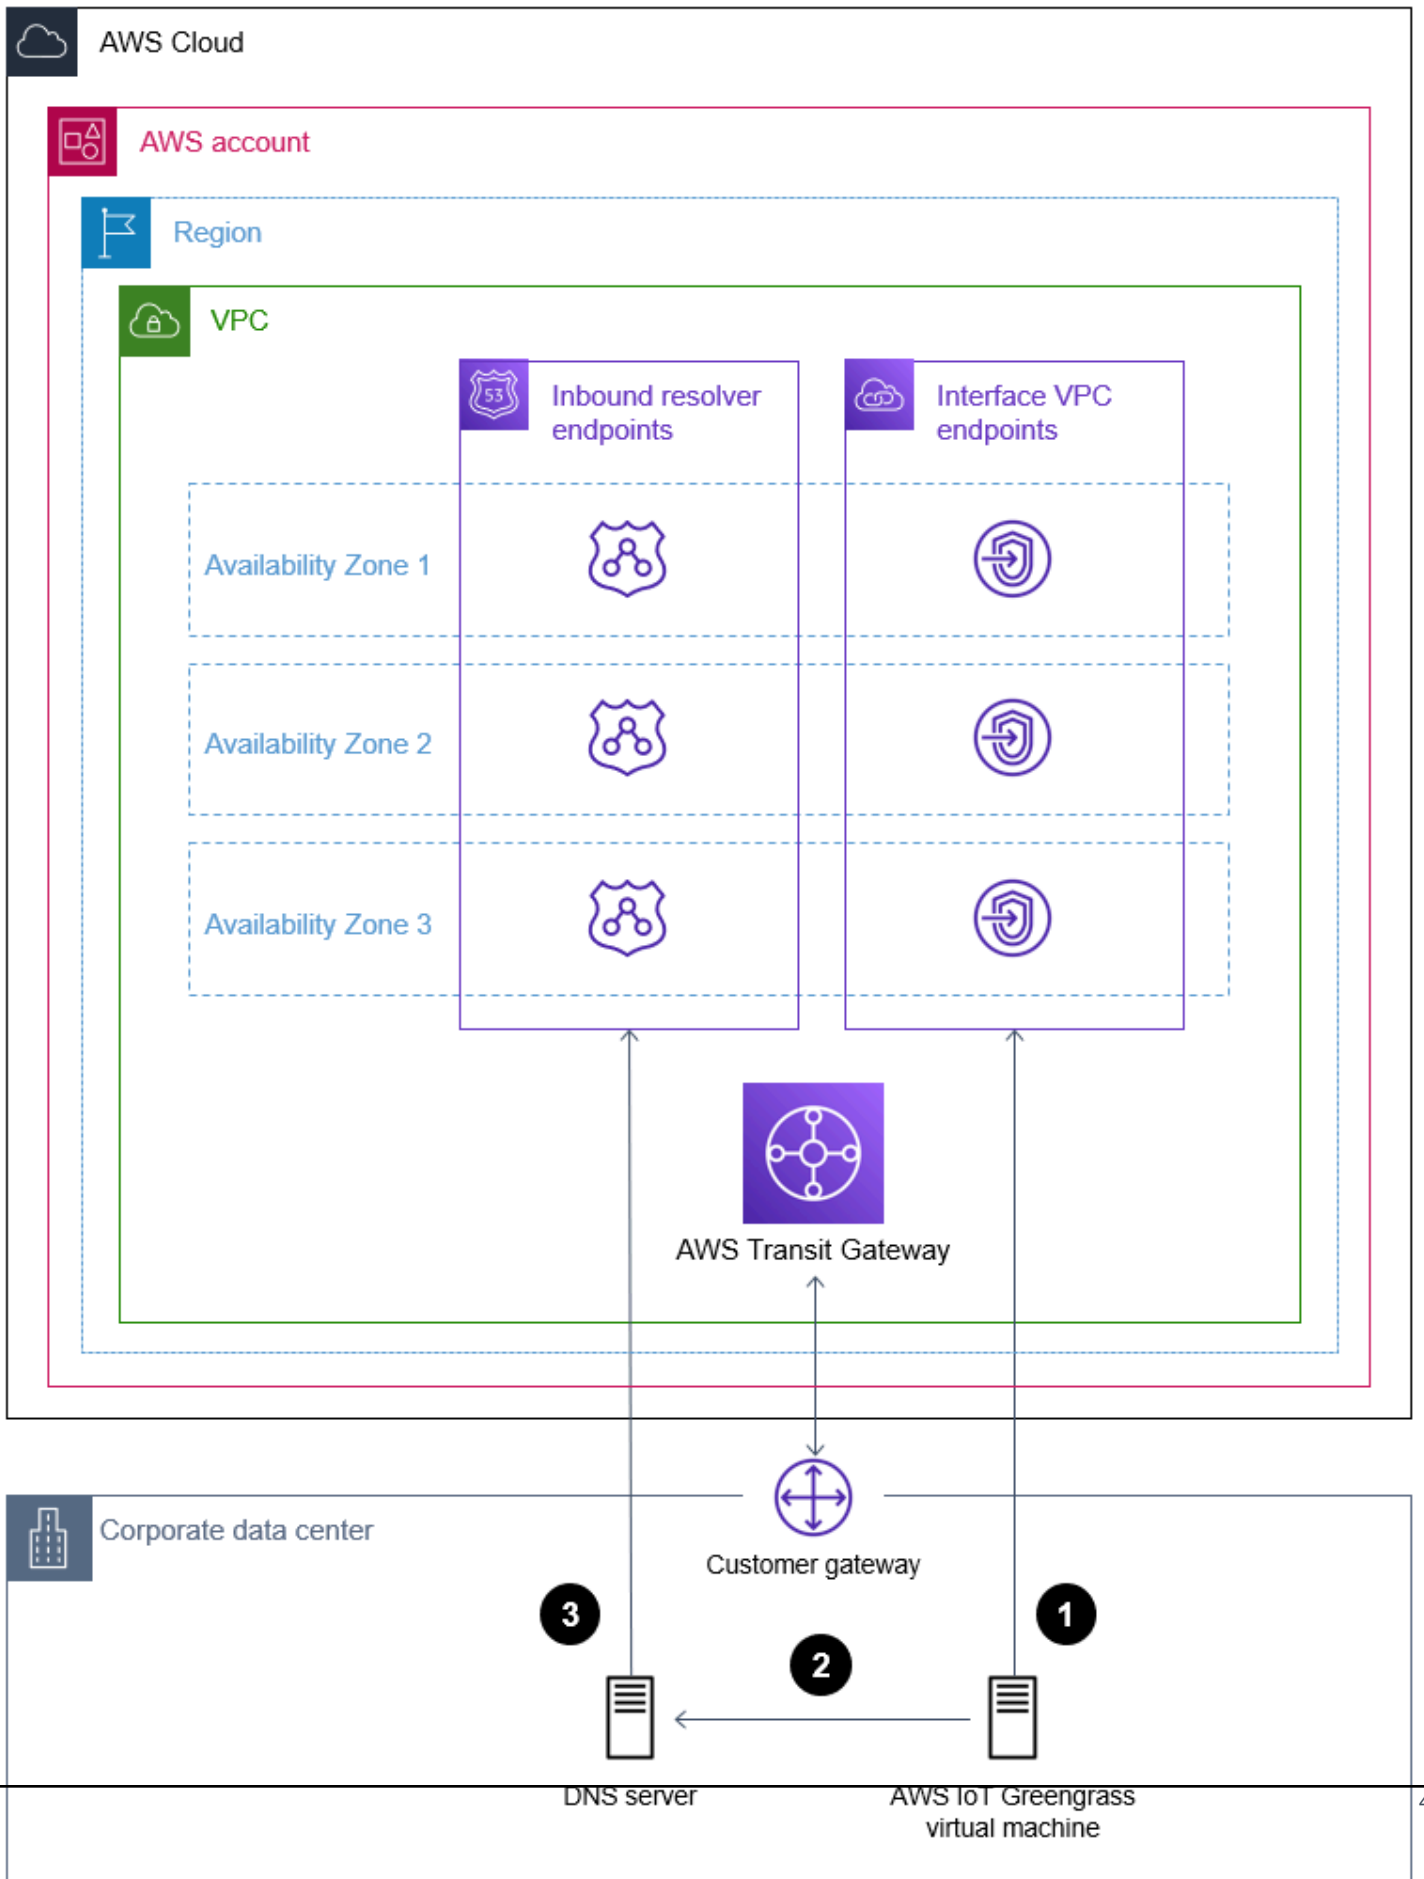 AWS Cloud
AWS account
Region
VPC
53
Inbound resolver
endpoints
Interface VPC
endpoints
Availability Zone 1
Availability Zone 2
Availability Zone 3
AWS Transit Gateway
Corporate data center
Customer gateway
3
1
2
DNS server
AWS IoT Greengrass
virtual machine